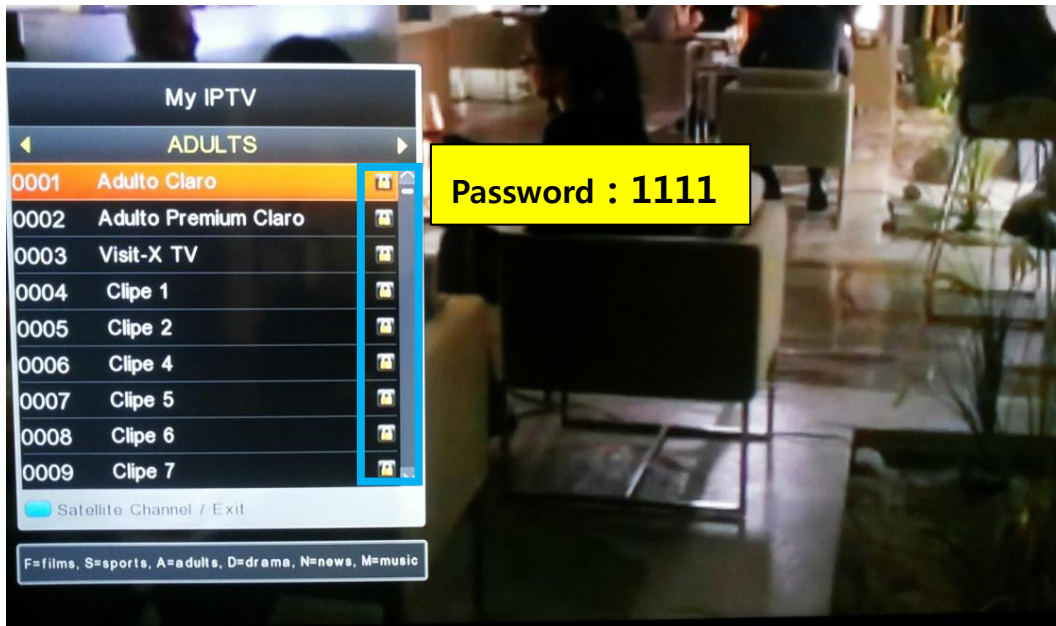 My IPTV
ADULTS
0001 Adulto Claro
0002 Adulto Premium Claro
0003 Visit-X TV
0004 Clipe 1
0005 Clipe 2
0006 Clipe 4
0007 Clipe 5
0008 Clipe 6
0009 Clipe 7
Satellite Channel / Exit
F=films, S=sports, A=adults, D=drama, N=news, M=music
Password : 1111